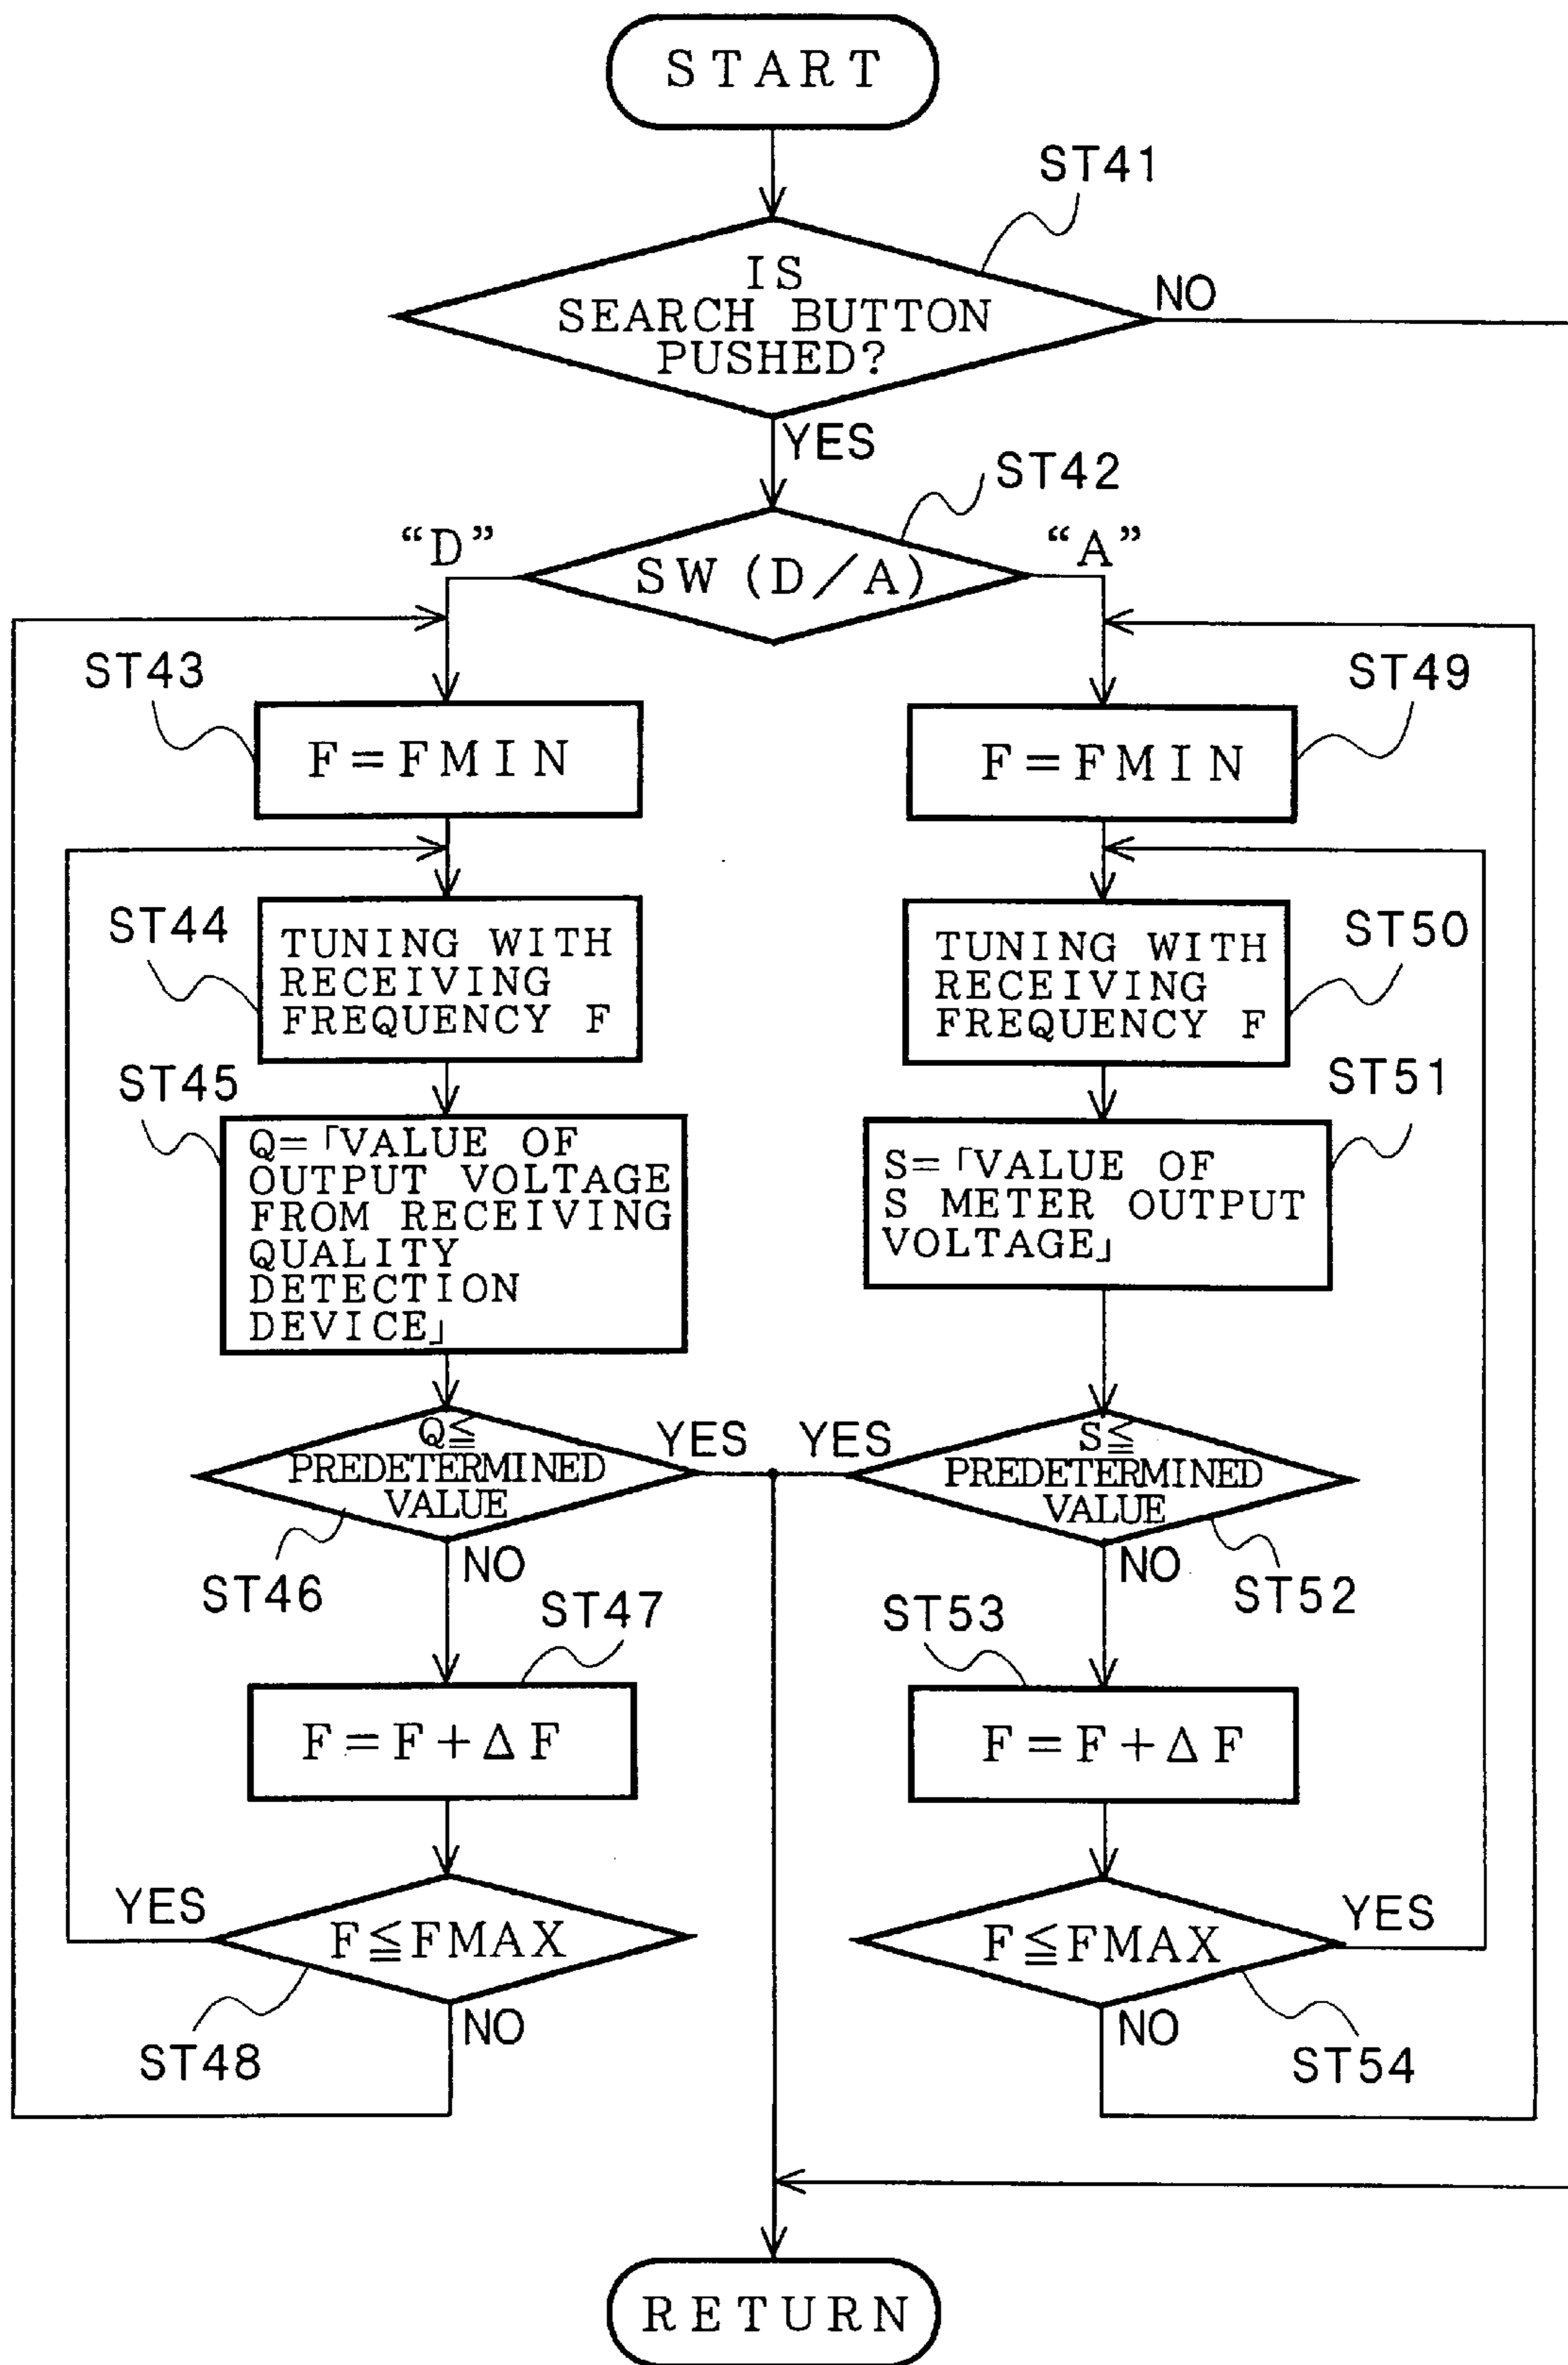 START
ST41
IS
SEARCH BUTTON
PUSHED?
NO
YES
ST42
“D”
“A”
SW (D/A)
ST43
F=FMIN
ST49
F=FMIN
ST44
TUNING WITH
RECEIVING
FREQUENCY F
ST50
TUNING WITH
RECEIVING
FREQUENCY F
ST45
Q=「VALUE OF
OUTPUT VOLTAGE
FROM RECEIVING
QUALITY
DETECTION
DEVICE」
ST51
S=「VALUE OF
S METER OUTPUT
VOLTAGE」
Q≦
PREDETERMINED
VALUE
YES
YES
S≦
PREDETERMINED
VALUE
ST46
NO
NO
ST52
ST47
F=F+ΔF
ST53
F=F+ΔF
YES
F≦FMAX
F≦FMAX
YES
ST48
NO
NO
ST54
RETURN